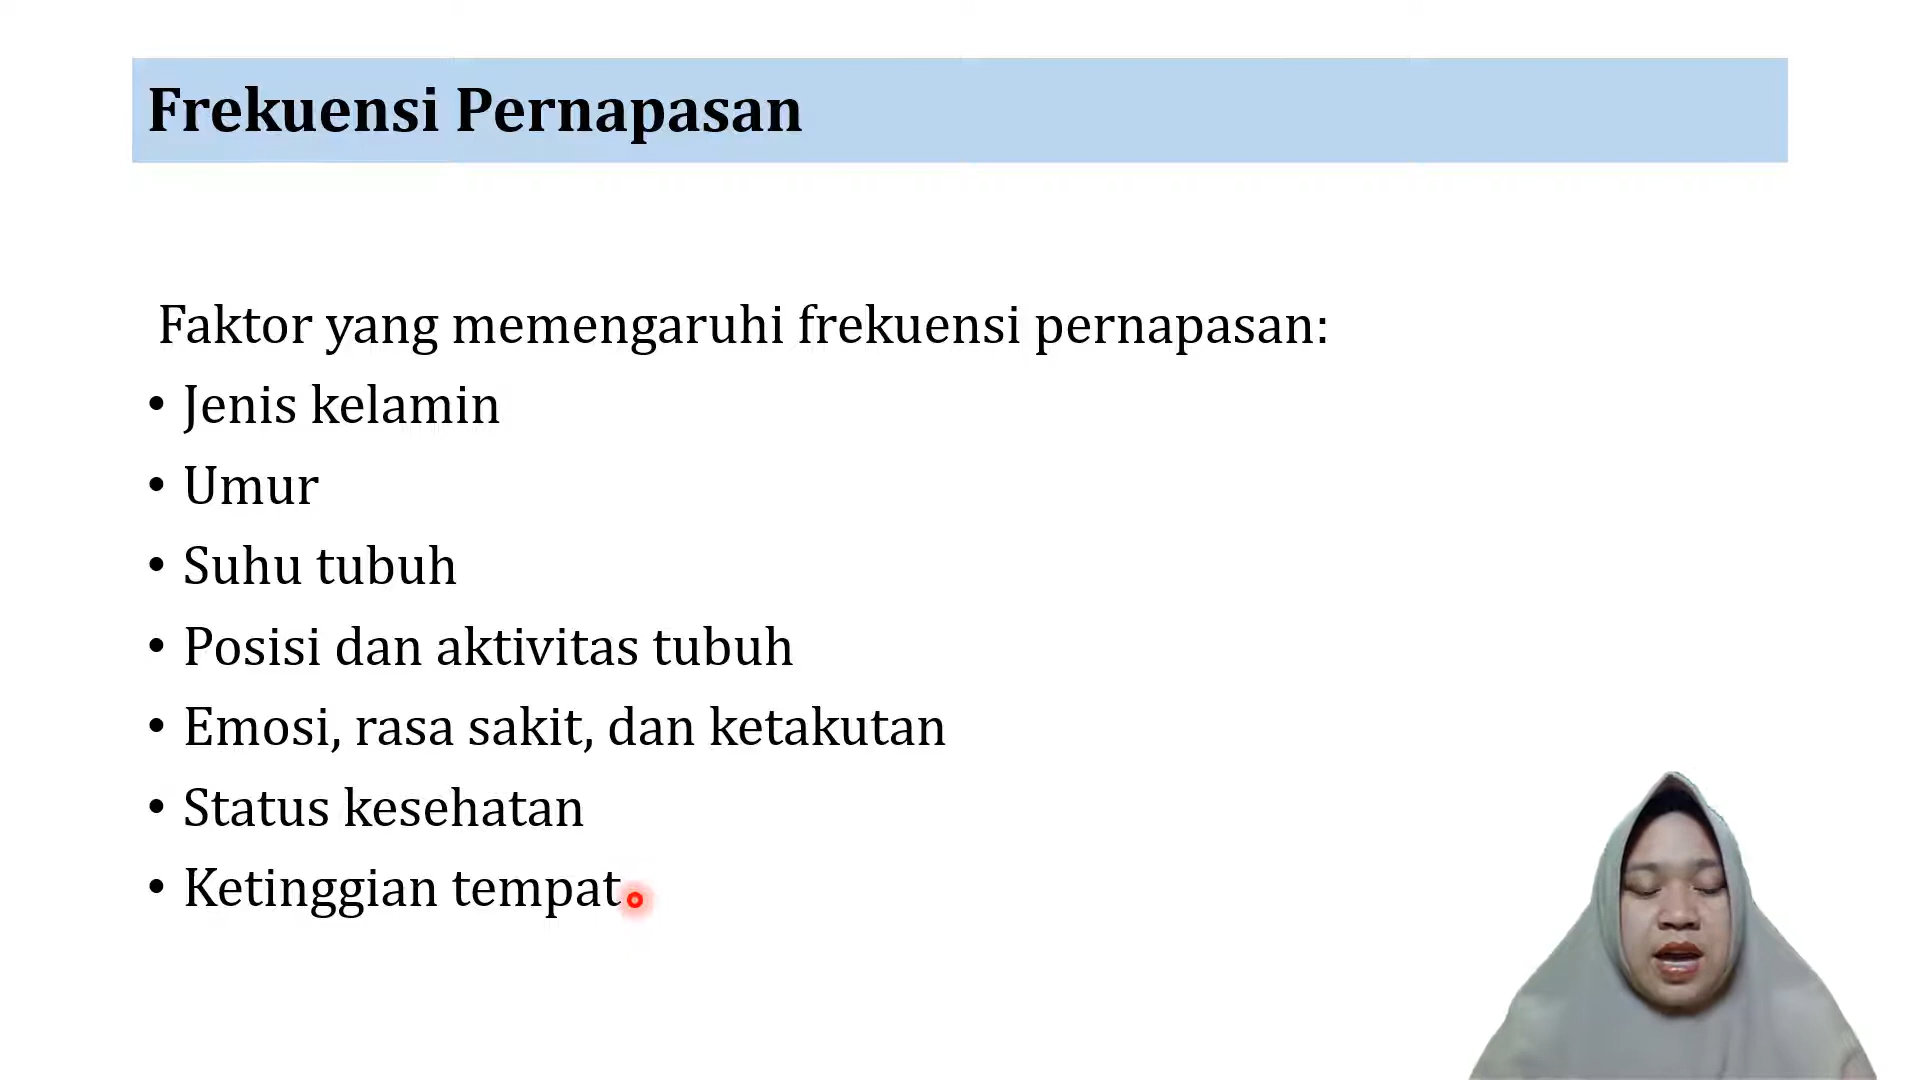 Frekuensi Pernapasan
Faktor yang memengaruhi frekuensi pernapasan:
• Jenis kelamin
• Umur
• Suhu tubuh
• Posisi dan aktivitas tubuh
• Emosi, rasa sakit, dan ketakutan
• Status kesehatan
• Ketinggian tempat